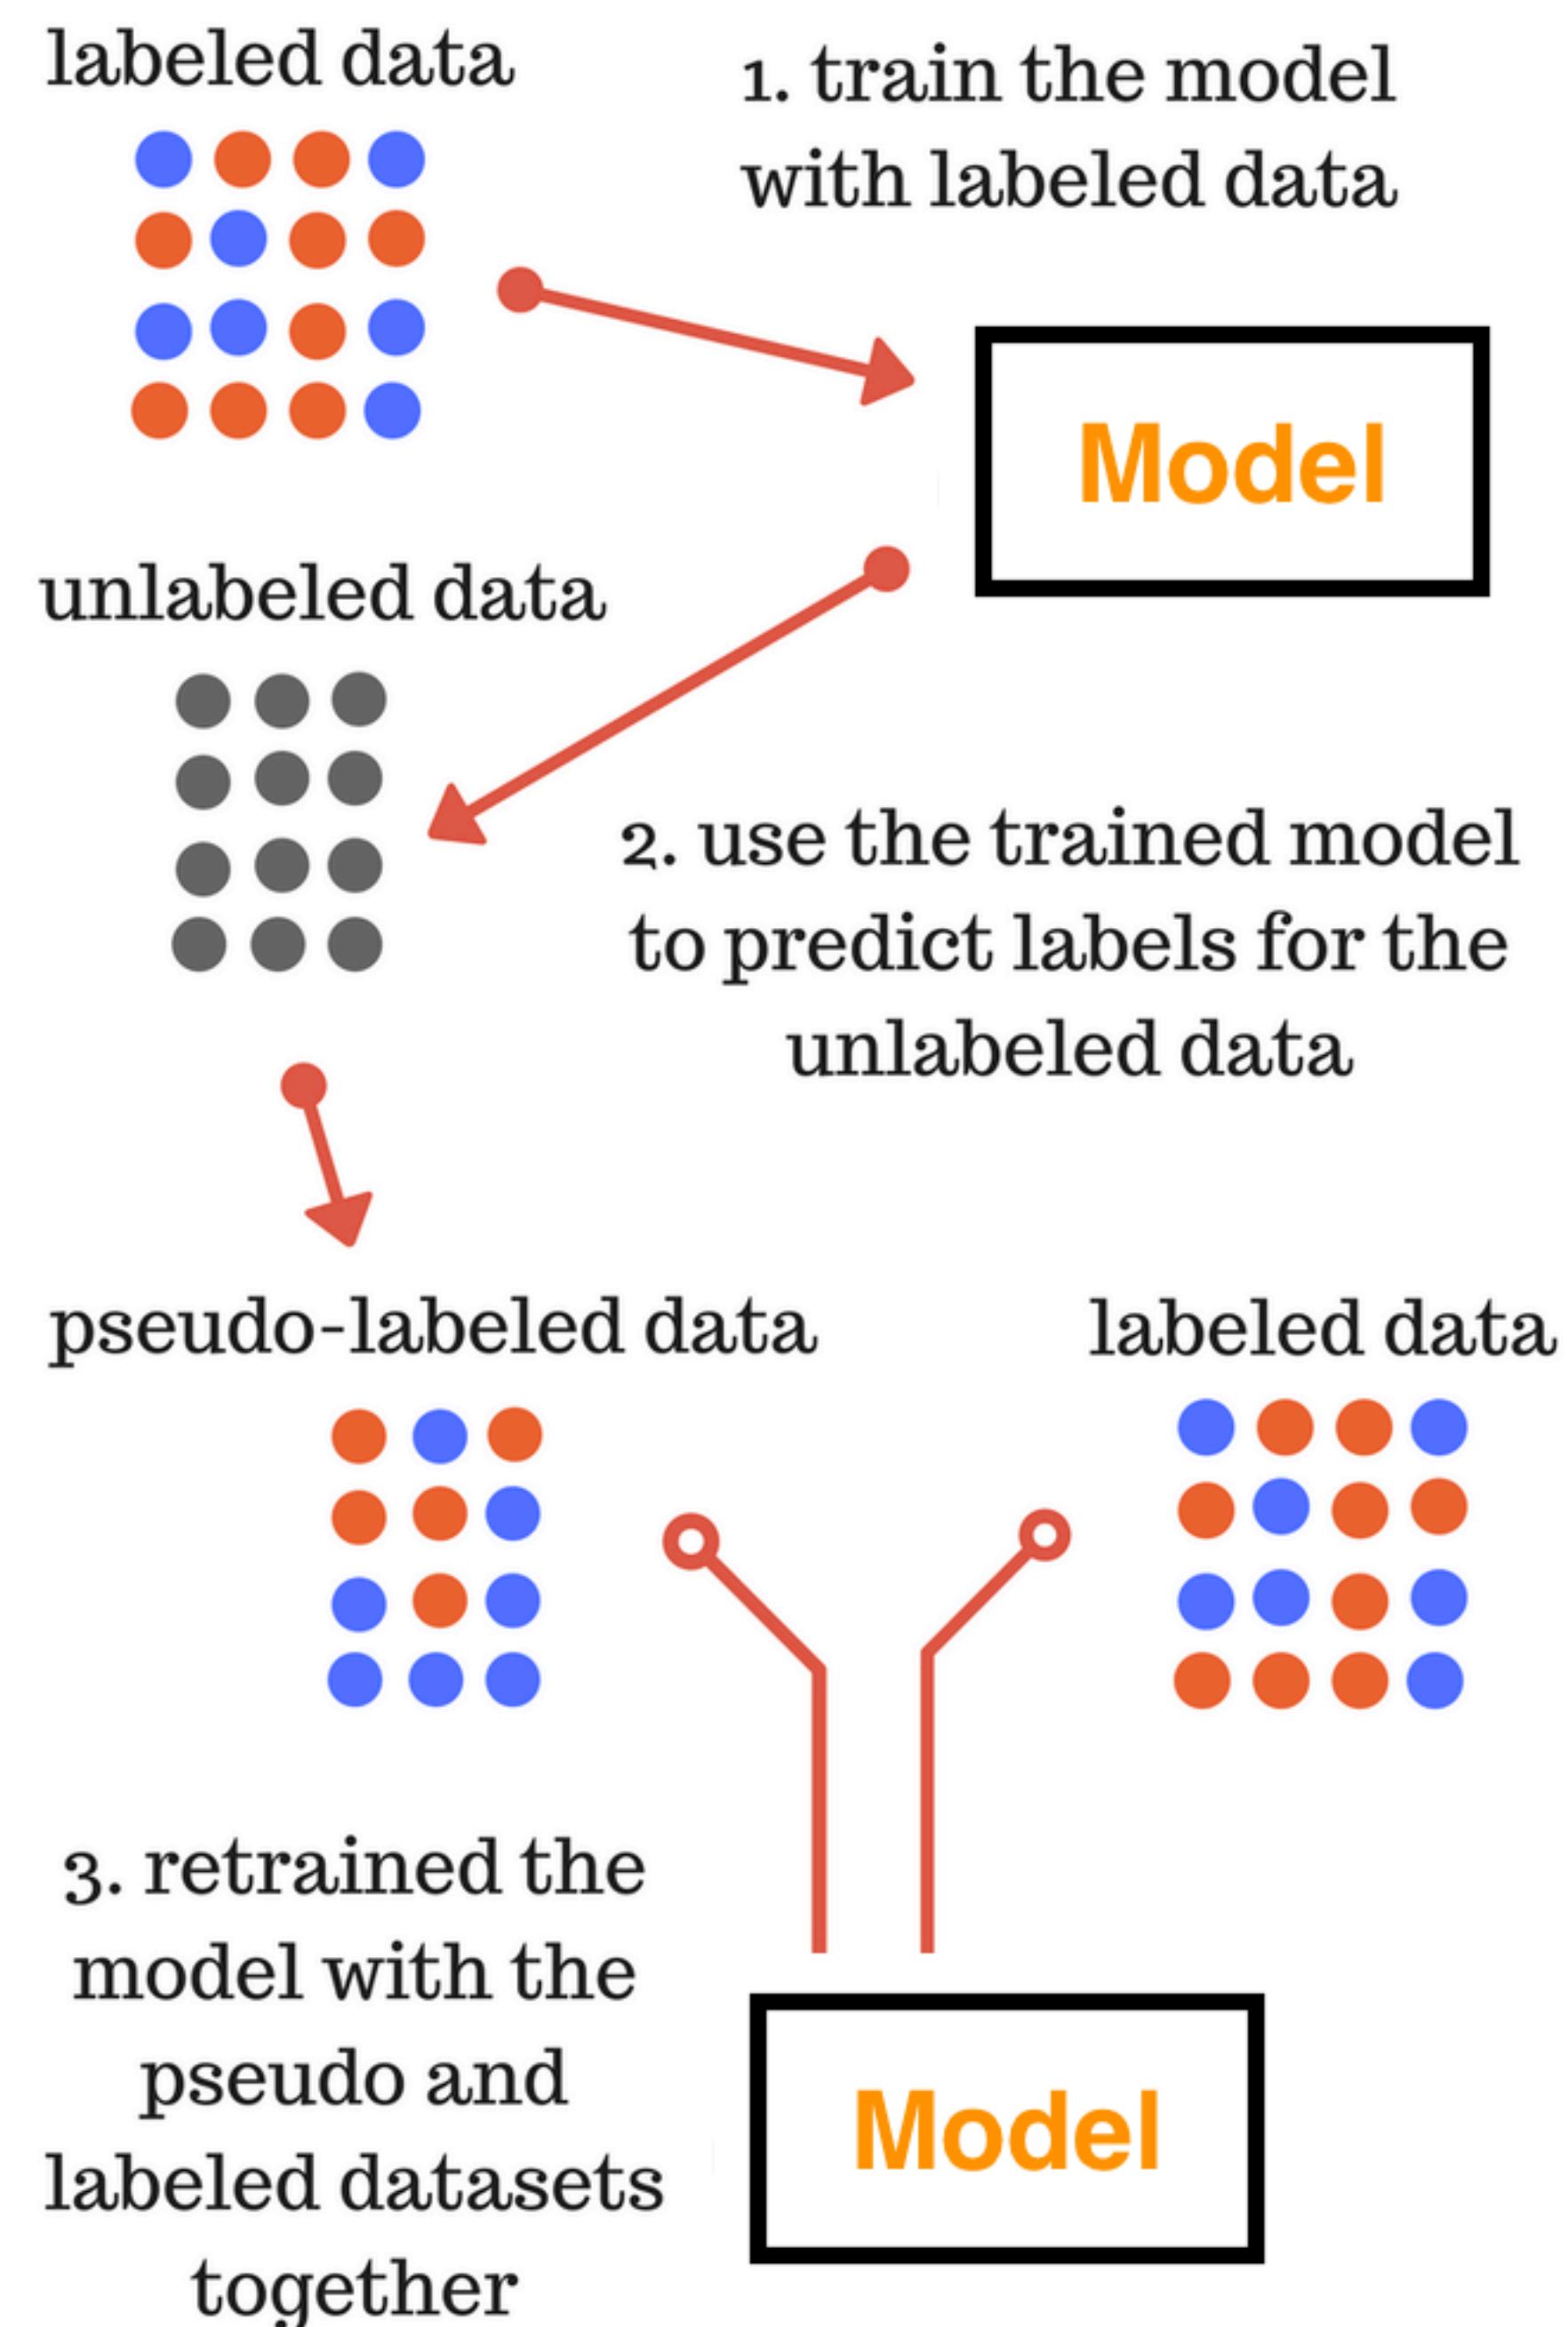 labeled data
1. train the model
with labeled data
Model
unlabeled data
2. use the trained model
to predict labels for the
unlabeled data
pseudo-labeled data
labeled data
3. retrained the
model with the
pseudo and
labeled datasets
together
Model